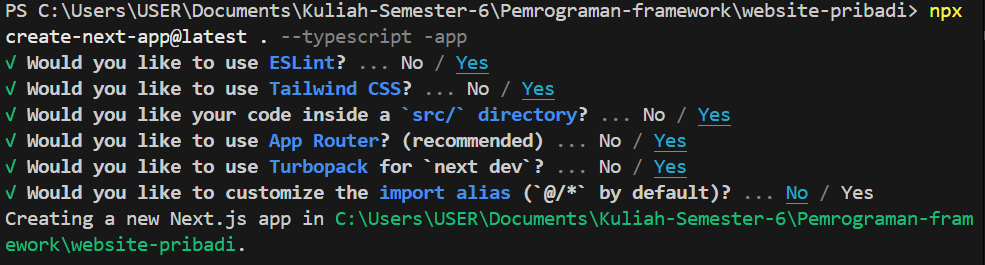 PS C:\Users\USER\Documents\Kuliah-Semester-6\Pemrograman-framework\website-pribadi> npx
create-next-app@latest . --typescript -app
√ Would you like to use ESLint? ... No / Yes
√ Would you like to use Tailwind CSS? ... No / Yes
√ Would you like your code inside a `src/` directory? ... No / Yes
√ Would you like to use App Router? (recommended) ... No / Yes
√ Would you like to use Turbopack for `next dev`? ... No / Yes
√ Would you like to customize the import alias (`@/*` by default)? ... No / Yes
Creating a new Next.js app in C:\Users\USER\Documents\Kuliah-Semester-6\Pemrograman-fram
ework\website-pribadi.